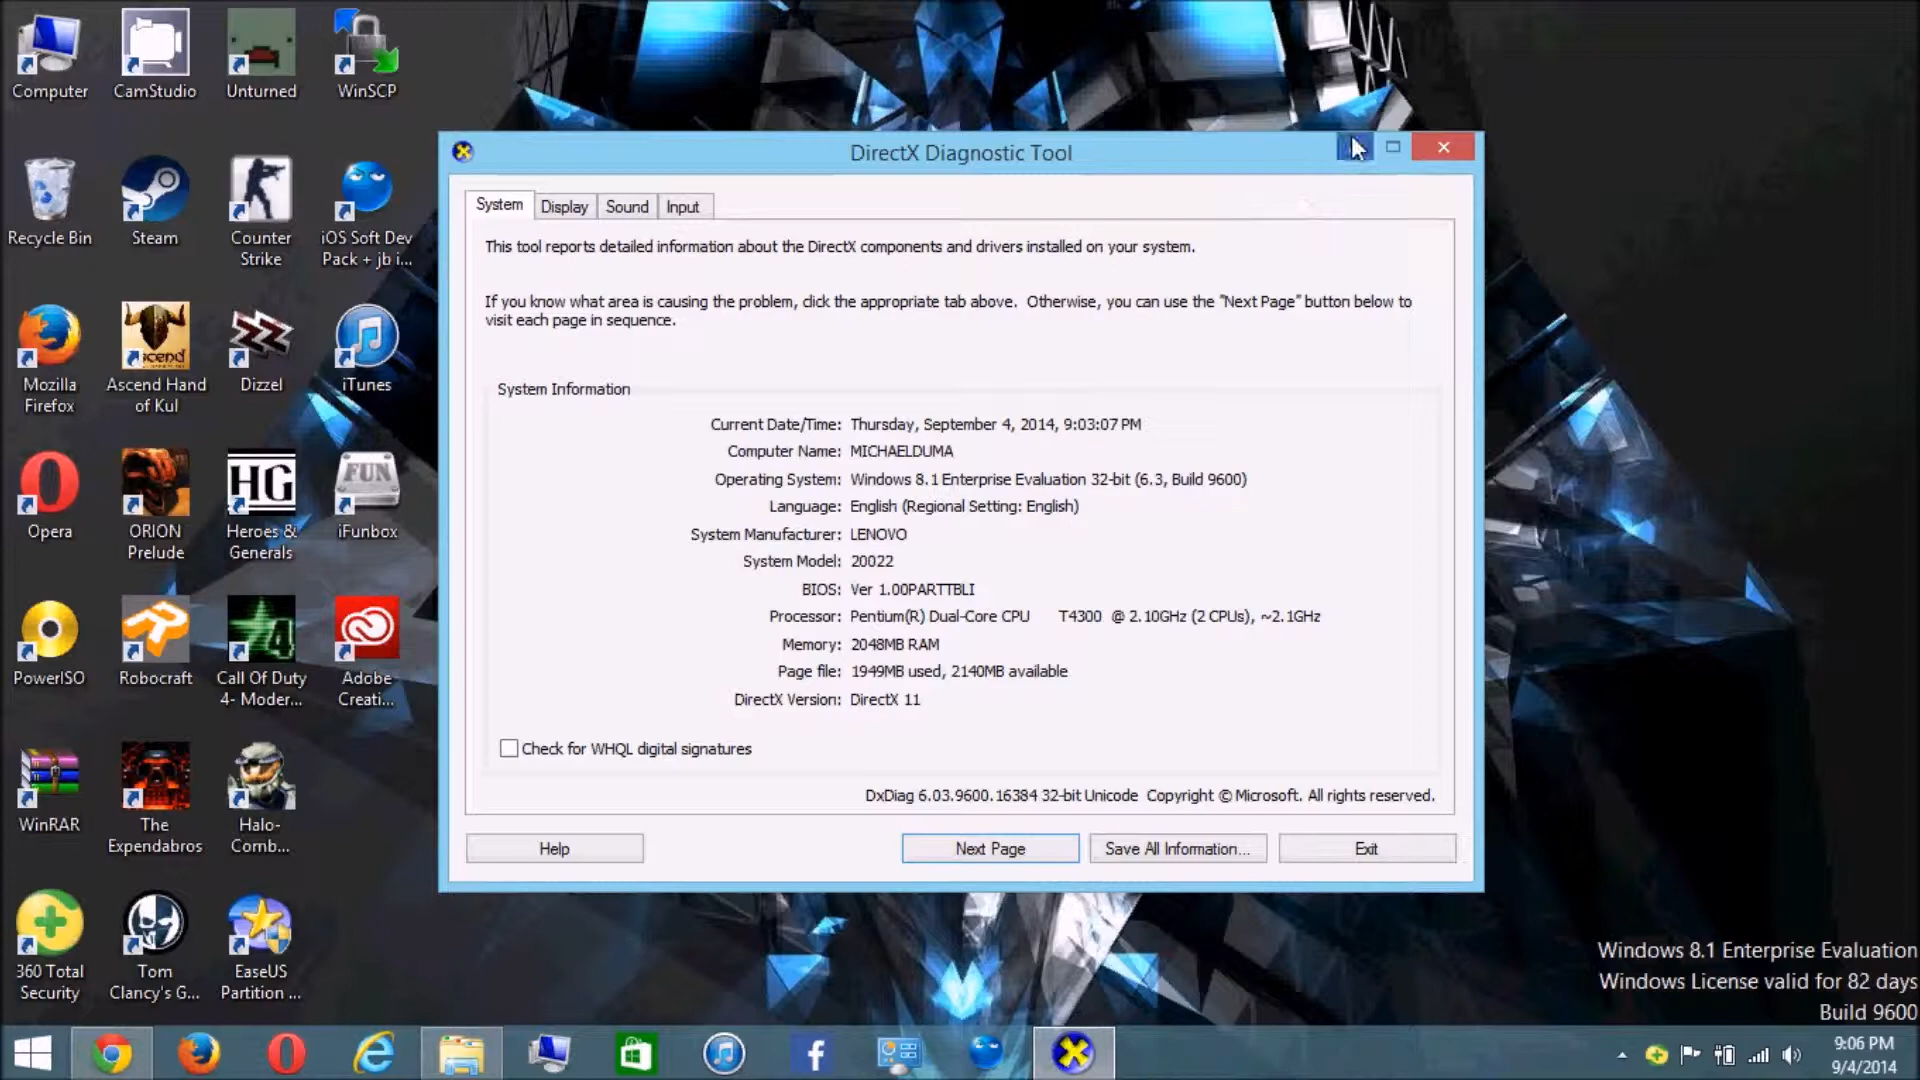 Computer
CamStudio
Unturned
WinSCP
Recycle Bin
Steam
Counter
Strike
iOS Soft Dev
Pack + jb i...
Mozilla
Firefox
Ascend Hand
of Kul
Dizzel
iTunes
Opera
ORION
Prelude
HG
Heroes &
Generals
FUN
iFunbox
PowerISO
Robocraft
4
Call Of Duty
4- Moder...
Adobe
Creati...
WinRAR
The
Expendabros
Halo-
Comb...
360 Total
Security
Tom
Clancy's G...
EaseUS
Partition ...
DirectX Diagnostic Tool
System Display Sound Input
This tool reports detailed information about the DirectX components and drivers installed on your system.
If you know what area is causing the problem, click the appropriate tab above.  Otherwise, you can use the "Next Page" button below to
visit each page in sequence.
System Information
Current Date/Time: Thursday, September 4, 2014, 9:03:07 PM
Computer Name: MICHAELDUMA
Operating System: Windows 8.1 Enterprise Evaluation 32-bit (6.3, Build 9600)
Language: English (Regional Setting: English)
System Manufacturer: LENOVO
System Model: 20022
BIOS: Ver 1.00PARTTBLI
Processor: Pentium(R) Dual-Core CPU T4300 @ 2.10GHz (2 CPUs), ~2.1GHz
Memory: 2048MB RAM
Page file: 1949MB used, 2140MB available
DirectX Version: DirectX 11
Check for WHQL digital signatures
DxDiag 6.03.9600.16384 32-bit Unicode  Copyright © Microsoft. All rights reserved.
Help
Next Page
Save All Information...
Exit
Windows 8.1 Enterprise Evaluation
Windows License valid for 82 days
Build 9600
9:06 PM
9/4/2014